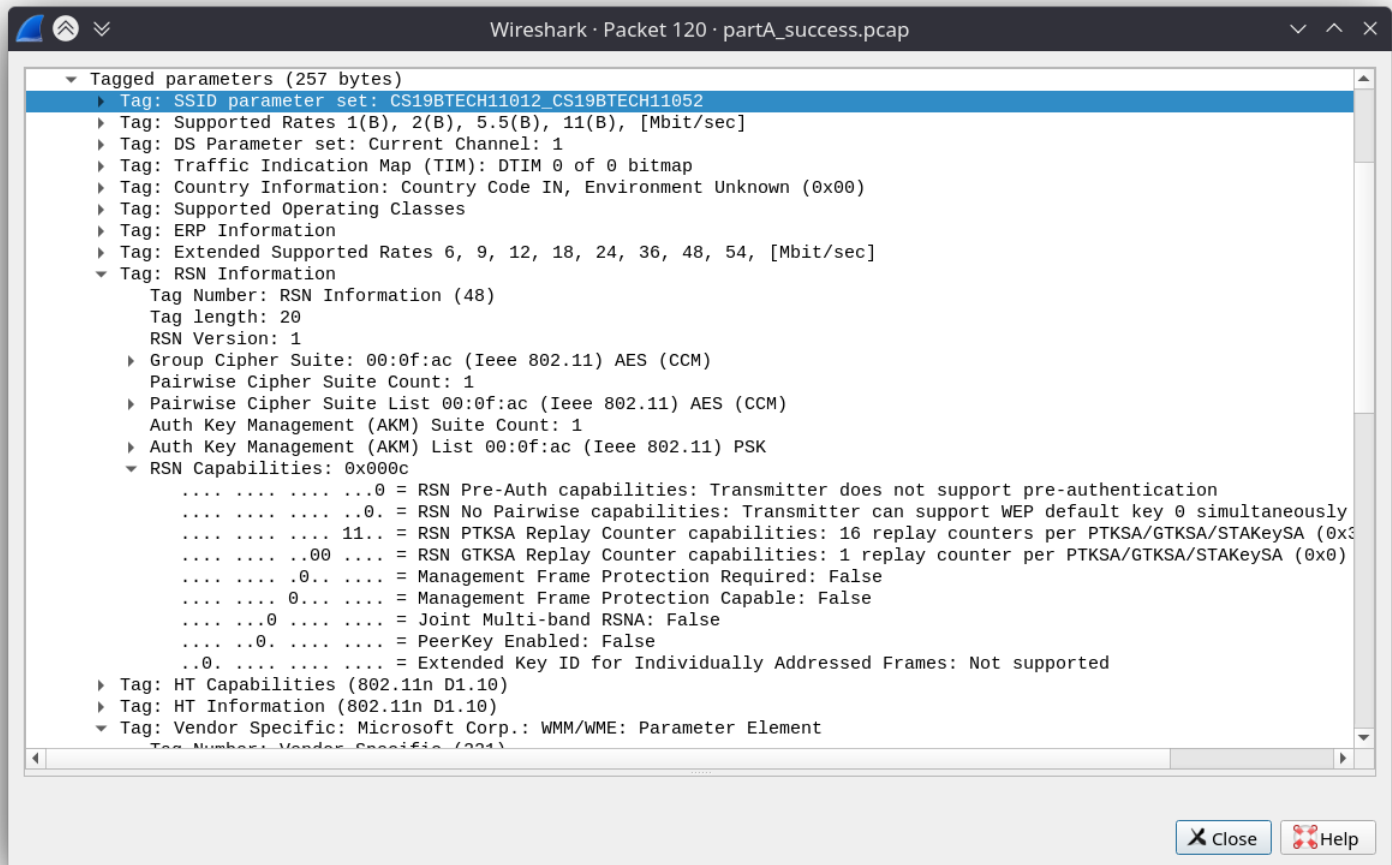 Wireshark · Packet 120 · partA_success.pcap
Tagged parameters (257 bytes)
Tag: SSID parameter set: CS19BTECH11012_CS19BTECH11052
Tag: Supported Rates 1(B), 2(B), 5.5(B), 11(B), [Mbit/sec]
Tag: DS Parameter set: Current Channel: 1
Tag: Traffic Indication Map (TIM): DTIM 0 of 0 bitmap
Tag: Country Information: Country Code IN, Environment Unknown (0x00)
Tag: Supported Operating Classes
Tag: ERP Information
Tag: Extended Supported Rates 6, 9, 12, 18, 24, 36, 48, 54, [Mbit/sec]
Tag: RSN Information
Tag Number: RSN Information (48)
Tag length: 20
RSN Version: 1
Group Cipher Suite: 00:0f:ac (Ieee 802.11) AES (CCM)
Pairwise Cipher Suite Count: 1
Pairwise Cipher Suite List 00:0f:ac (Ieee 802.11) AES (CCM)
Auth Key Management (AKM) Suite Count: 1
Auth Key Management (AKM) List 00:0f:ac (Ieee 802.11) PSK
RSN Capabilities: 0x000c
.... .... .... ...0 = RSN Pre-Auth capabilities: Transmitter does not support pre-authentication
.... .... .... ..0. = RSN No Pairwise capabilities: Transmitter can support WEP default key 0 simultaneously
.... .... .... 11.. = RSN PTKSA Replay Counter capabilities: 16 replay counters per PTKSA/GTKSA/STAKeySA (0x3
.... .... ..00 .... = RSN GTKSA Replay Counter capabilities: 1 replay counter per PTKSA/GTKSA/STAKeySA (0x0)
.... .... .0.. .... = Management Frame Protection Required: False
.... .... 0... .... = Management Frame Protection Capable: False
.... ...0 .... .... = Joint Multi-band RSNA: False
.... ..0. .... .... = PeerKey Enabled: False
..0. .... .... .... = Extended Key ID for Individually Addressed Frames: Not supported
Tag: HT Capabilities (802.11n D1.10)
Tag: HT Information (802.11n D1.10)
Tag: Vendor Specific: Microsoft Corp.: WMM/WME: Parameter Element
Tag Number: Vendor Specific (221)
Close
Help